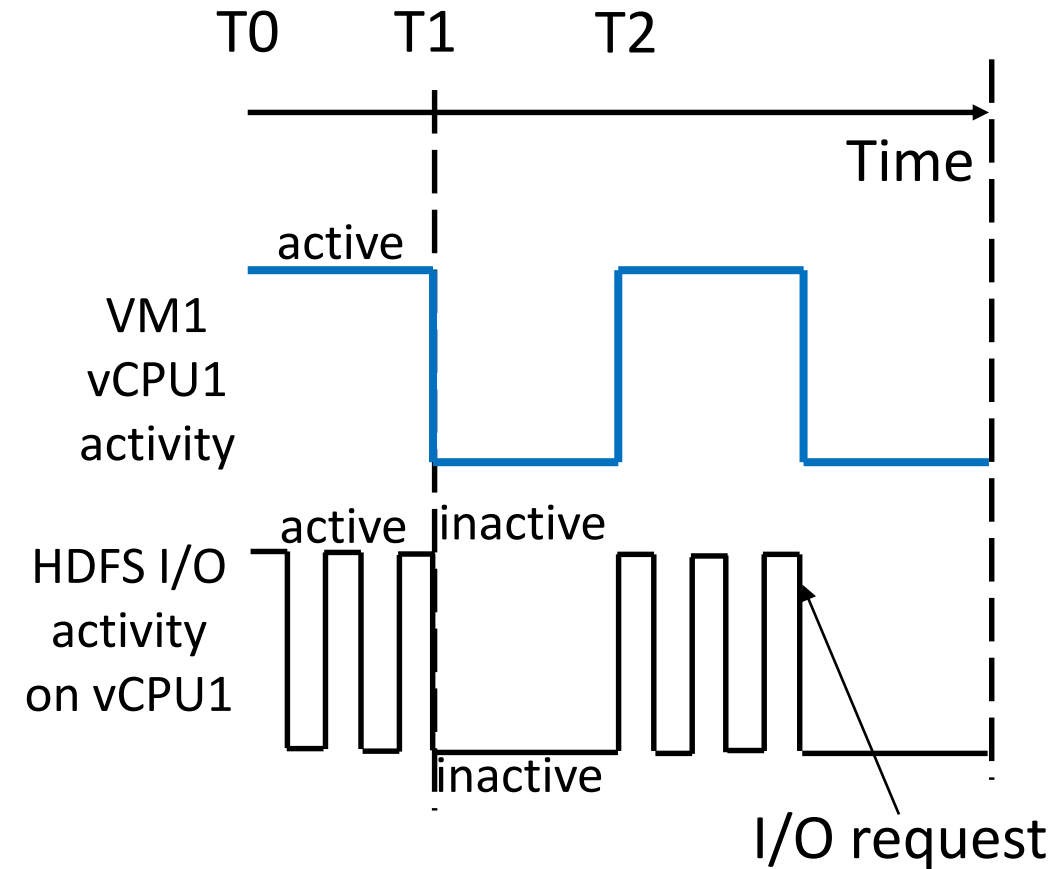 T0 T1 T2
Time
active
VM1
vCPU1
activity
active inactive
HDFS I/O
activity
on vCPU1
inactive
I/O request